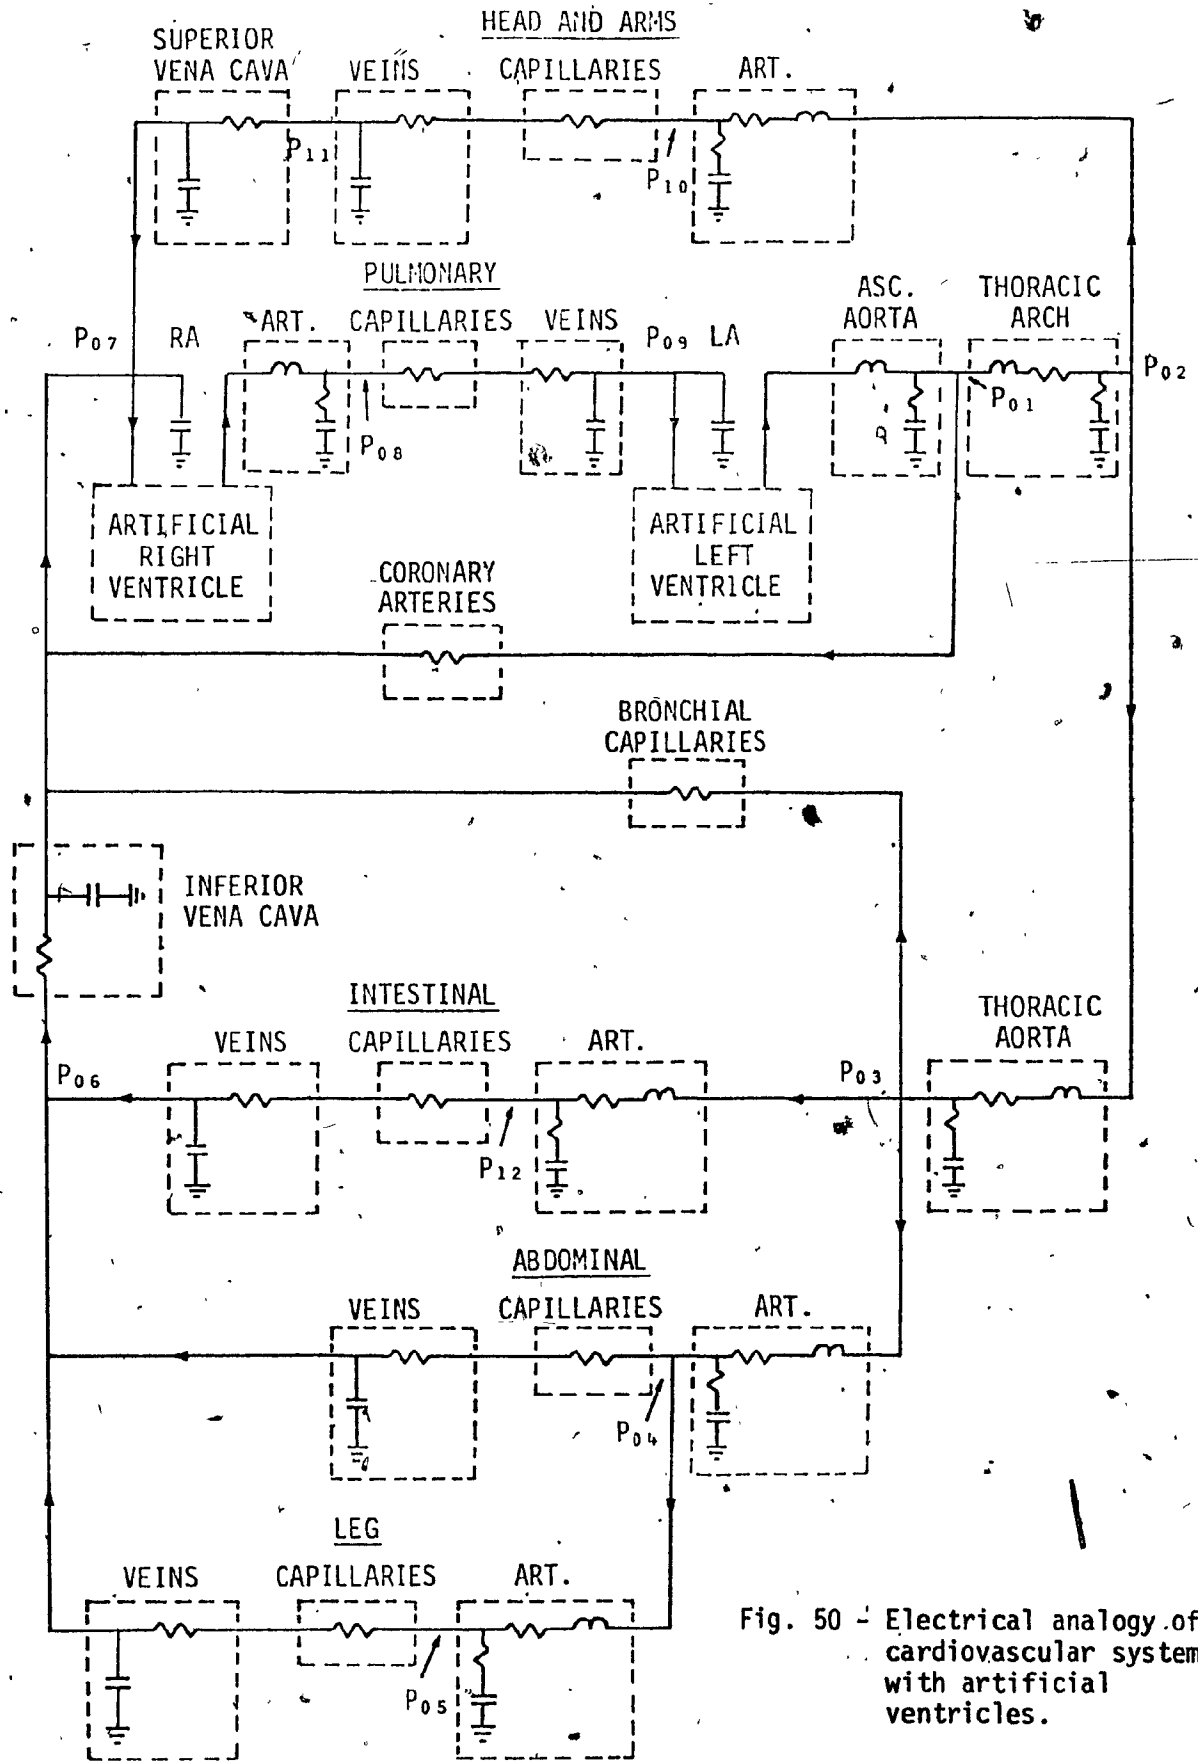 HEAD AND ARMS
SUPERIOR
VENA CAVA
VEINS
CAPILLARIES
ART.
P11
P10
PULMONARY
ART.
CAPILLARIES
VEINS
ASC.
AORTA
THORACIC
ARCH
P07
RA
P09
LA
P02
P01
P08
ARTIFICIAL
RIGHT
VENTRICLE
ARTIFICIAL
LEFT
VENTRICLE
CORONARY
ARTERIES
BRONCHIAL
CAPILLARIES
INFERIOR
VENA CAVA
INTESTINAL
VEINS
CAPILLARIES
ART.
THORACIC
AORTA
P06
P03
P12
ABDOMINAL
VEINS
CAPILLARIES
ART.
P04
LEG
VEINS
CAPILLARIES
ART.
P05
Fig. 50 - Electrical analogy of
cardiovascular system
with artificial
ventricles.